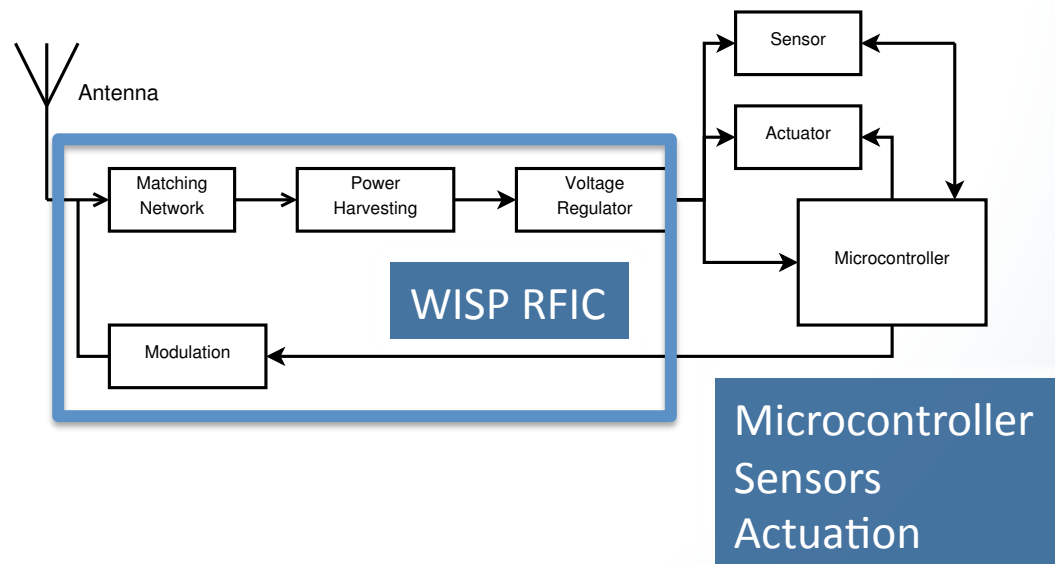 Sensor
Antenna
Actuator
Matching
Network
Power
Harvesting
Voltage
Regulator
Microcontroller
WISP RFIC
Modulation
Microcontroller
Sensors
Actuation